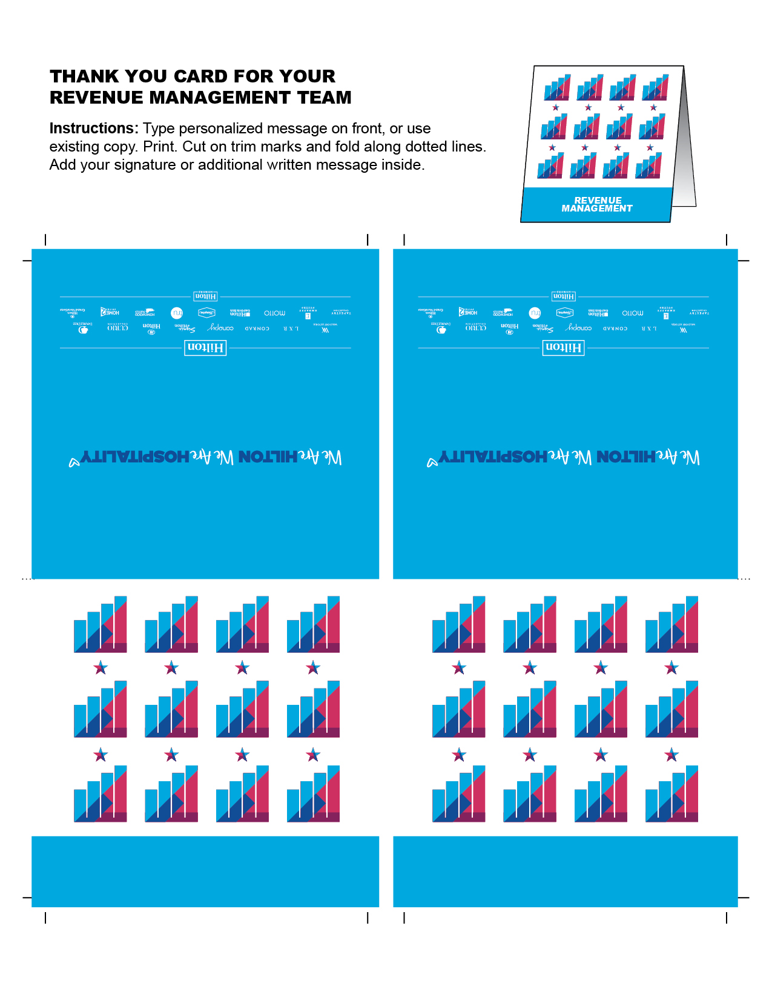 THANK YOU CARD FOR YOUR
REVENUE MANAGEMENT TEAM
Instructions: Type personalized message on front, or use
existing copy. Print. Cut on trim marks and fold along dotted lines.
Add your signature or additional written message inside.
REVENUE
MANAGEMENT
We Are HILTON We Are HOSPITALITY
Hilton
WALDORF ASTORIA LXR CONRAD canopy Signia Hilton Hilton CURIO COLLECTION DOUBLETREE
TAPESTRY COLLECTION EMBASSY SUITES MOTTO Hilton Garden Inn Hampton tru HOMEWOOD SUITES HOME2 SUITES Hilton Grand Vacations
Hilton HONORS
We Are HILTON We Are HOSPITALITY
Hilton
WALDORF ASTORIA LXR CONRAD canopy Signia Hilton Hilton CURIO COLLECTION DOUBLETREE
TAPESTRY COLLECTION EMBASSY SUITES MOTTO Hilton Garden Inn Hampton tru HOMEWOOD SUITES HOME2 SUITES Hilton Grand Vacations
Hilton HONORS